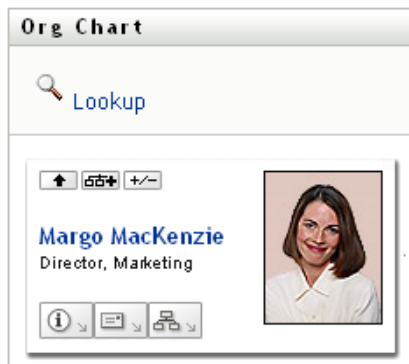 Org Chart
Lookup
+/−
Margo MacKenzie
Director, Marketing